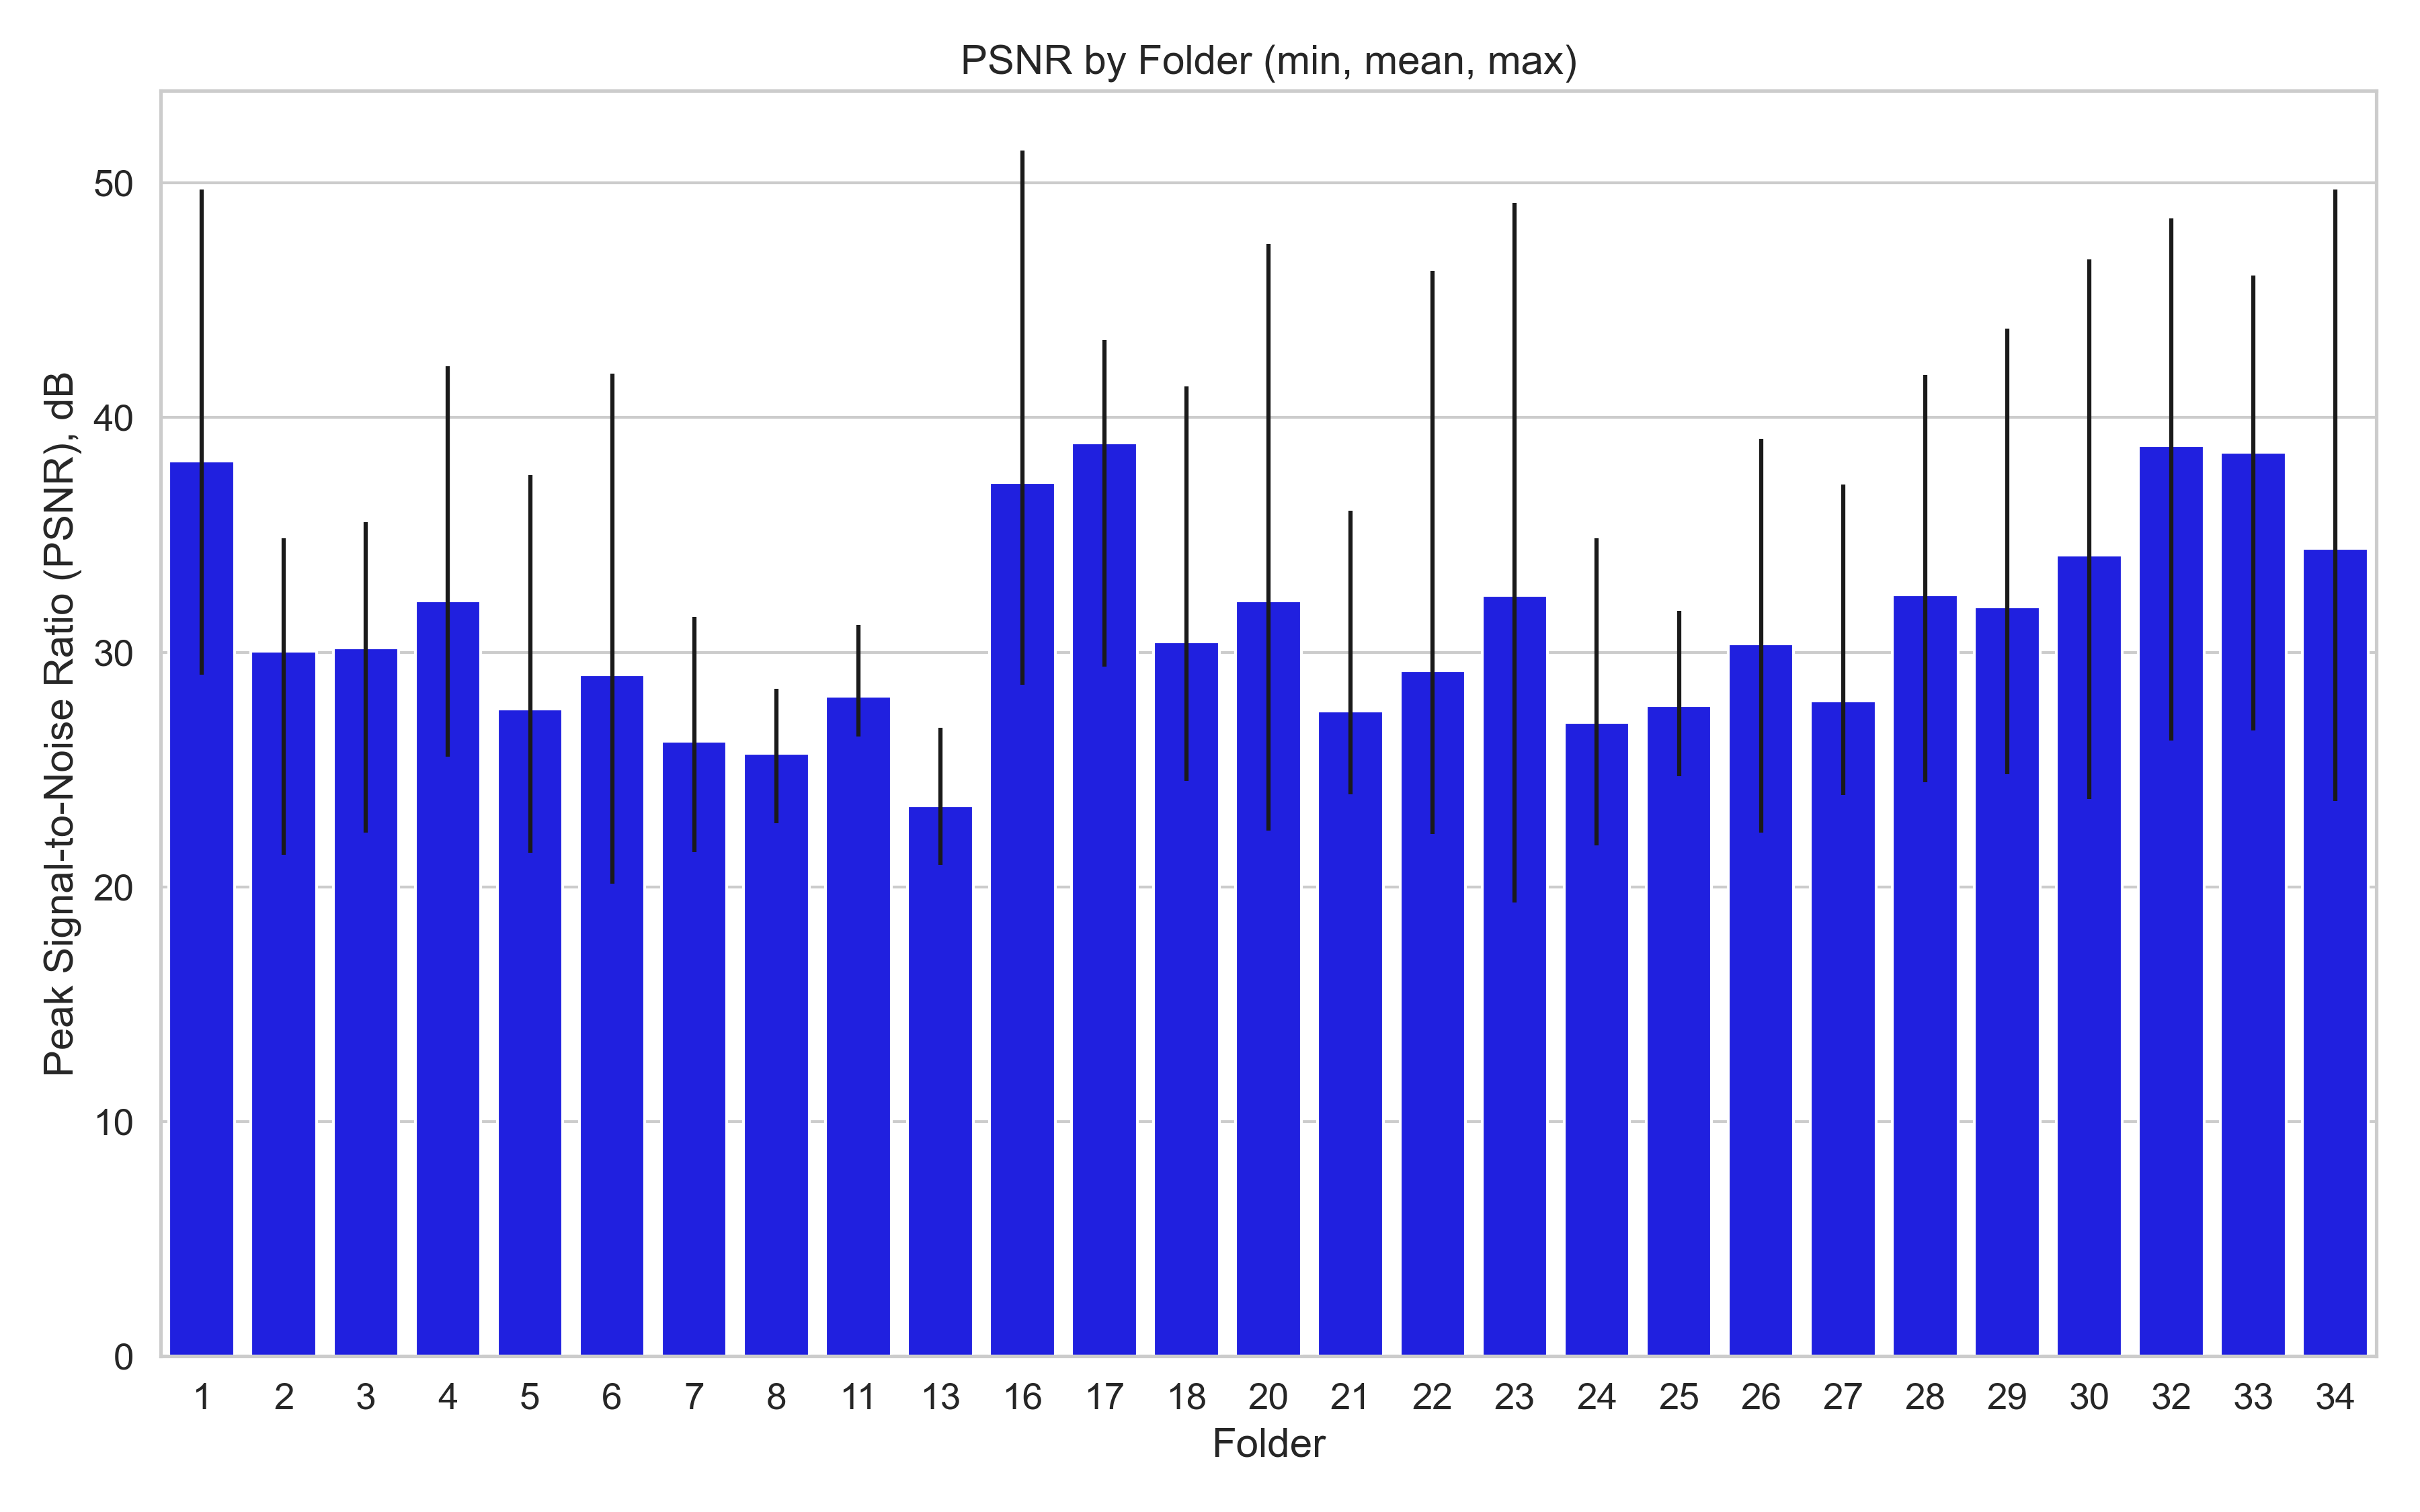 PSNR by Folder (min, mean, max)
Peak Signal-to-Noise Ratio (PSNR), dB
50
40
30
20
10
0
1 2 3 4 5 6 7 8 11 13 16 17 18 20 21 22 23 24 25 26 27 28 29 30 32 33 34
Folder